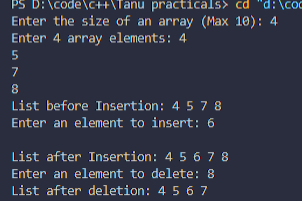 PS D:\code\c++\Tanu practicals> cd "d:\cod
Enter the size of an array (Max 10): 4
Enter 4 array elements: 4
5
7
8
List before Insertion: 4 5 7 8
Enter an element to insert: 6
List after Insertion: 4 5 6 7 8
Enter an element to delete: 8
List after deletion: 4 5 6 7